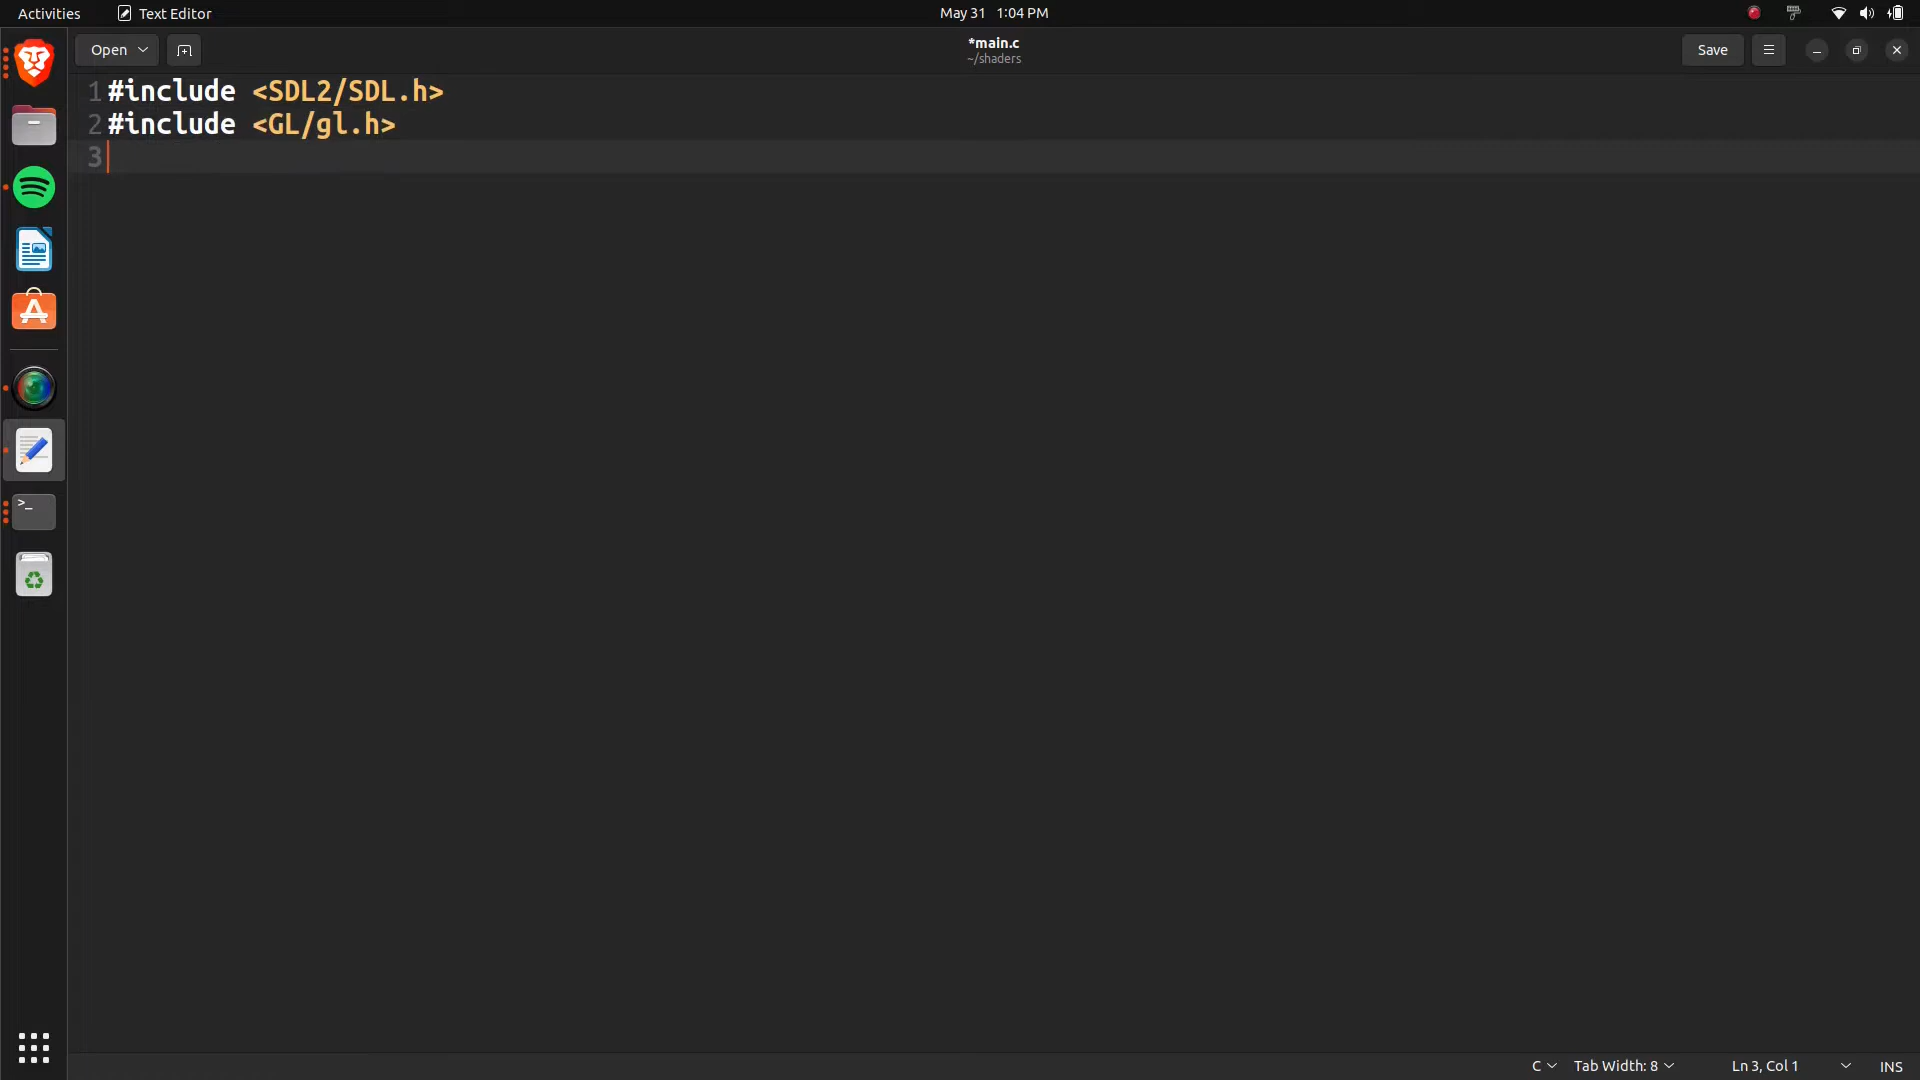 Activities Text Editor May 31 1:04 PM
Open *main.c Save
~/shaders
1 #include <SDL2/SDL.h>
2 #include <GL/gl.h>
3
>_
C Tab Width: 8 Ln 3, Col 1 INS